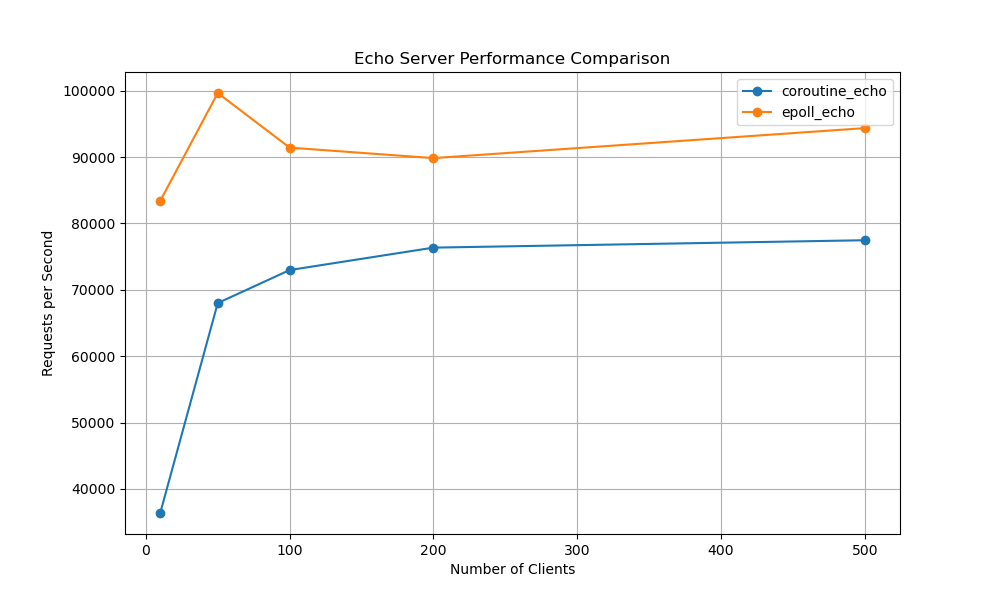 Echo Server Performance Comparison
coroutine_echo
epoll_echo
Requests per Second
100000
90000
80000
70000
60000
50000
40000
0 100 200 300 400 500
Number of Clients